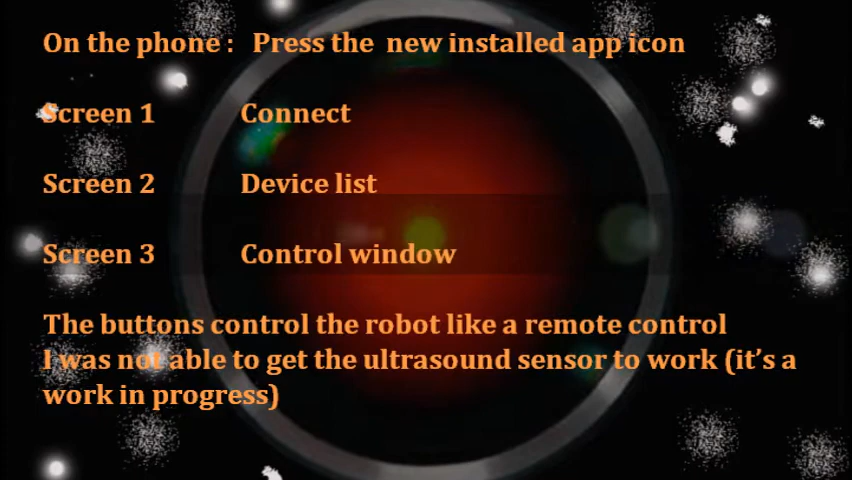 On the phone : Press the new installed app icon
Screen 1 Connect
Screen 2 Device list
Screen 3 Control window
The buttons control the robot like a remote control
I was not able to get the ultrasound sensor to work (it’s a
work in progress)